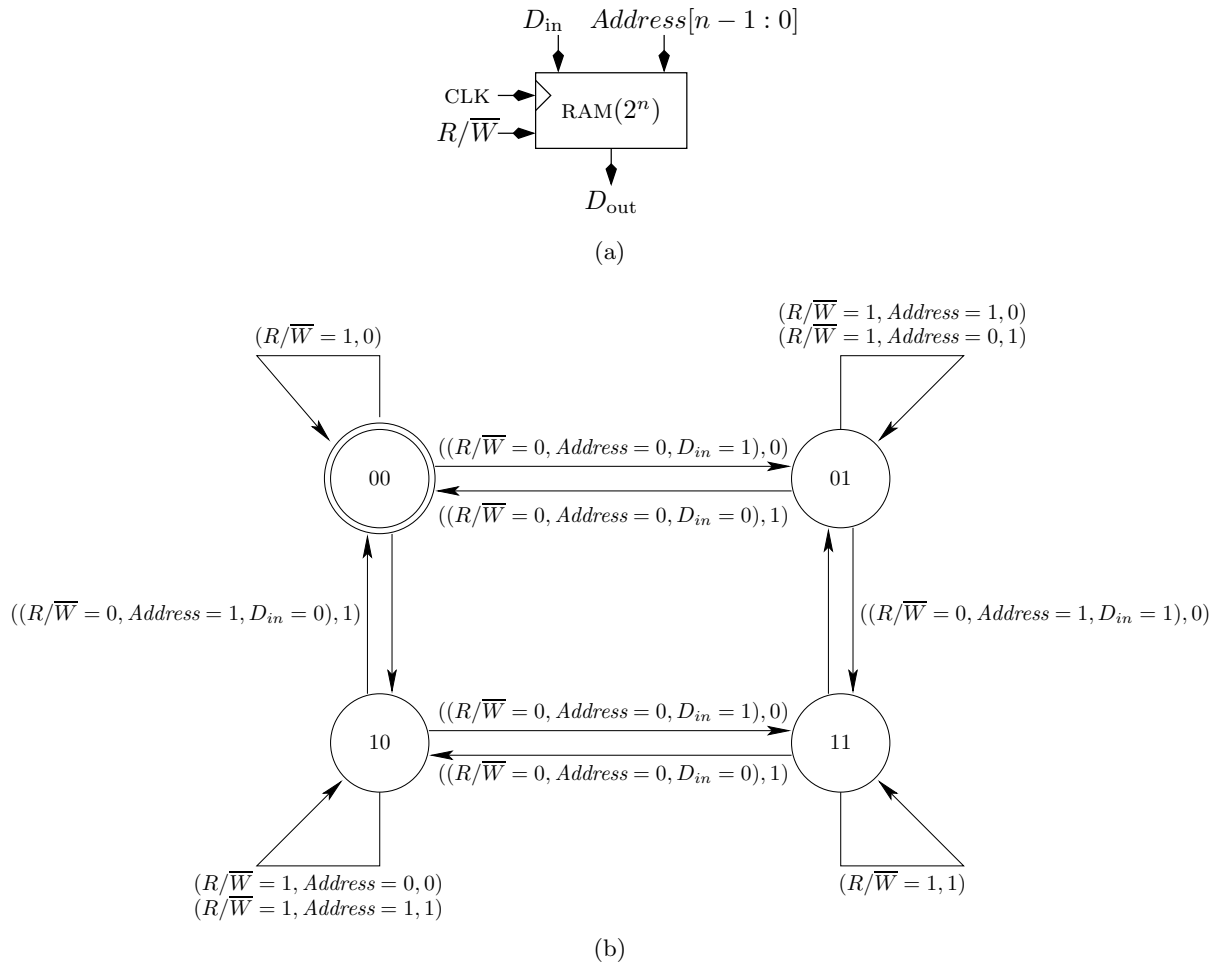 D_in Address[n − 1 : 0]
CLK
RAM(2^n)
R/W̅
D_out
(a)
(R/W̅ = 1, 0)
(R/W̅ = 1, Address = 1, 0)
(R/W̅ = 1, Address = 0, 1)
((R/W̅ = 0, Address = 0, D_in = 1), 0)
00
01
((R/W̅ = 0, Address = 0, D_in = 0), 1)
((R/W̅ = 0, Address = 1, D_in = 0), 1)
((R/W̅ = 0, Address = 1, D_in = 1), 0)
((R/W̅ = 0, Address = 0, D_in = 1), 0)
10
11
((R/W̅ = 0, Address = 0, D_in = 0), 1)
(R/W̅ = 1, Address = 0, 0)
(R/W̅ = 1, Address = 1, 1)
(R/W̅ = 1, 1)
(b)